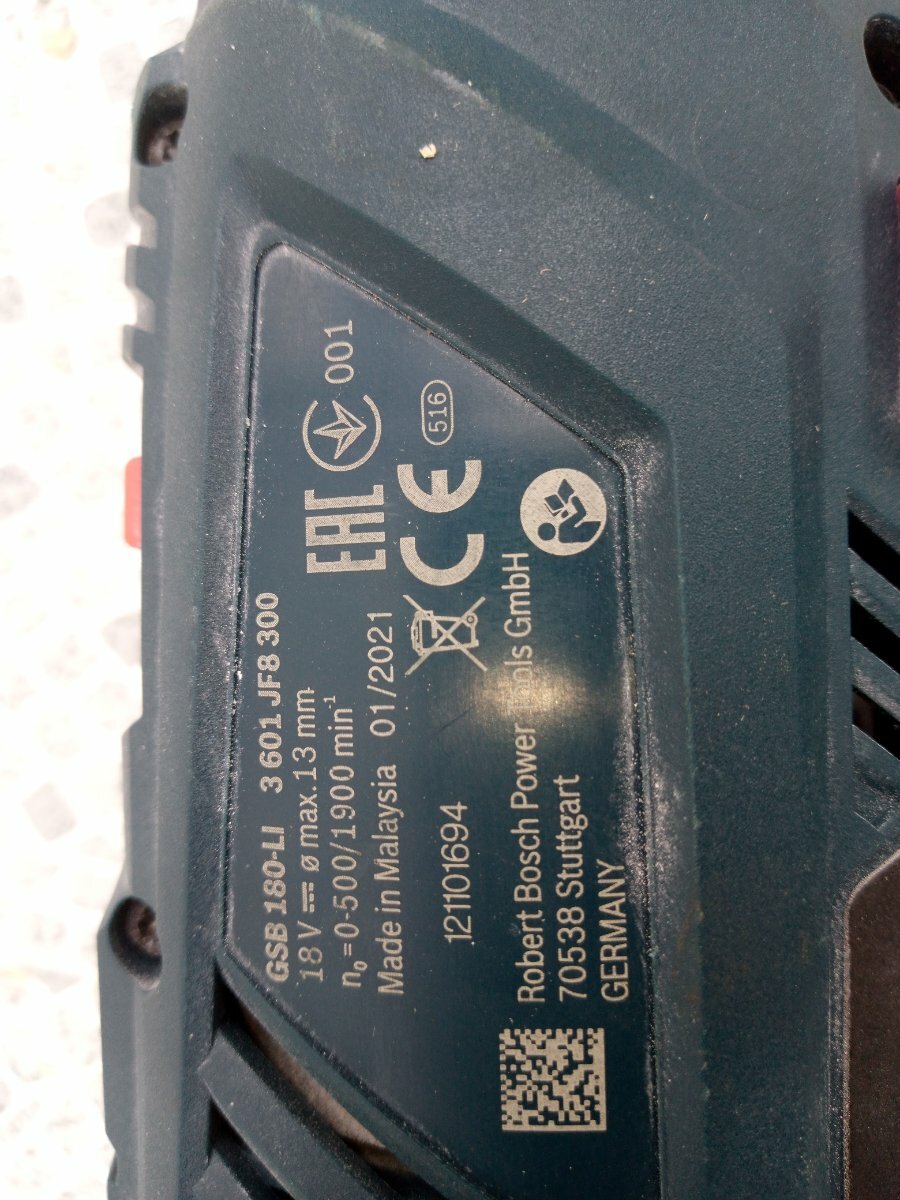 GSB 180-LI 3 601 JF8 300
18 V ⎓ ø max.13 mm
n₀=0-500/1900 min⁻¹
Made in Malaysia 01/2021
EAC 001
CE 516
121101694
Robert Bosch Power Tools GmbH
70538 Stuttgart
GERMANY